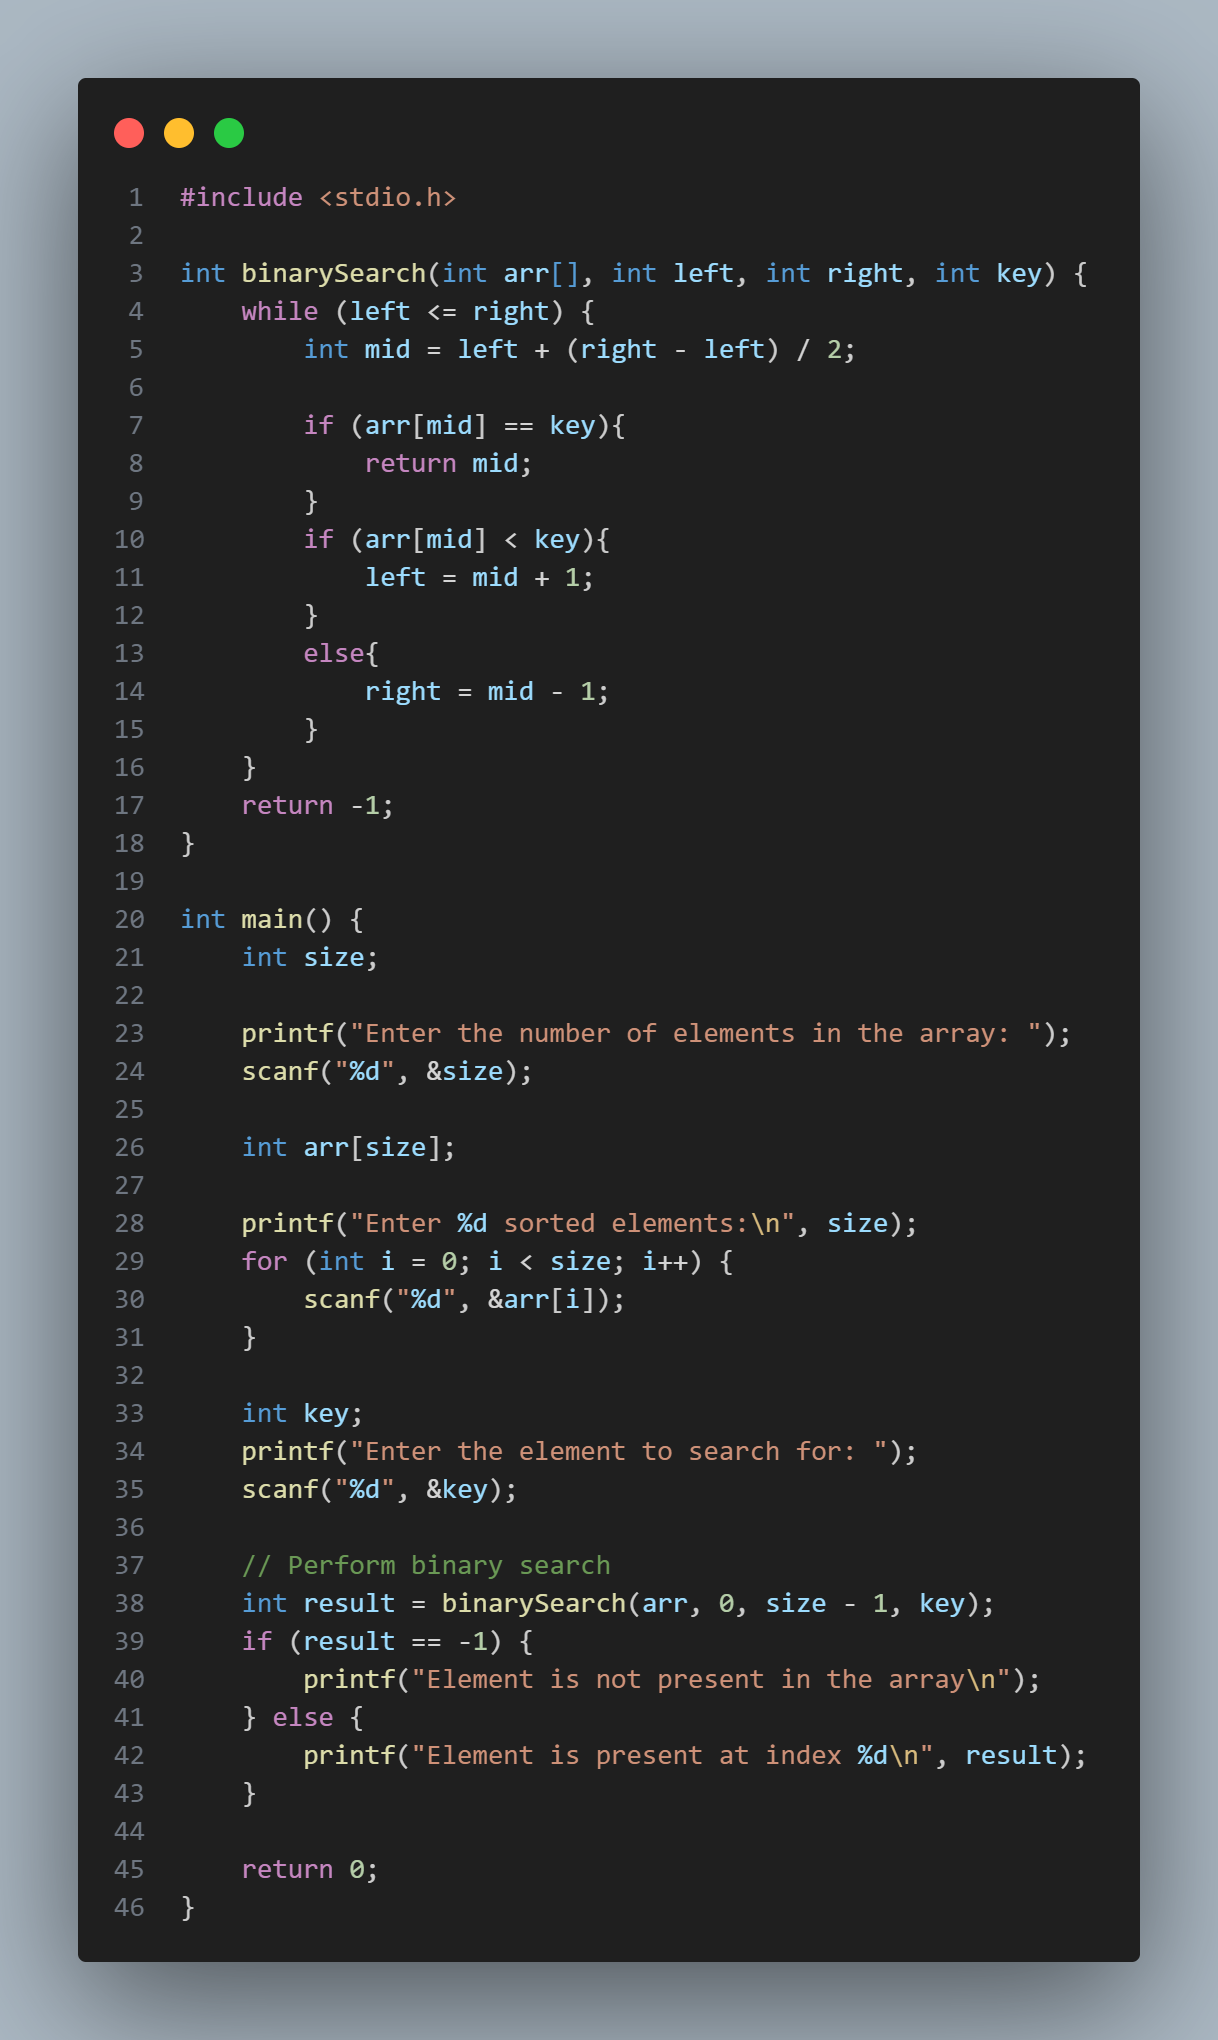 1 #include <stdio.h>
2
3 int binarySearch(int arr[], int left, int right, int key) {
4     while (left <= right) {
5         int mid = left + (right - left) / 2;
6
7         if (arr[mid] == key){
8             return mid;
9         }
10         if (arr[mid] < key){
11             left = mid + 1;
12         }
13         else{
14             right = mid - 1;
15         }
16     }
17     return -1;
18 }
19
20 int main() {
21     int size;
22
23     printf("Enter the number of elements in the array: ");
24     scanf("%d", &size);
25
26     int arr[size];
27
28     printf("Enter %d sorted elements:\n", size);
29     for (int i = 0; i < size; i++) {
30         scanf("%d", &arr[i]);
31     }
32
33     int key;
34     printf("Enter the element to search for: ");
35     scanf("%d", &key);
36
37     // Perform binary search
38     int result = binarySearch(arr, 0, size - 1, key);
39     if (result == -1) {
40         printf("Element is not present in the array\n");
41     } else {
42         printf("Element is present at index %d\n", result);
43     }
44
45     return 0;
46 }